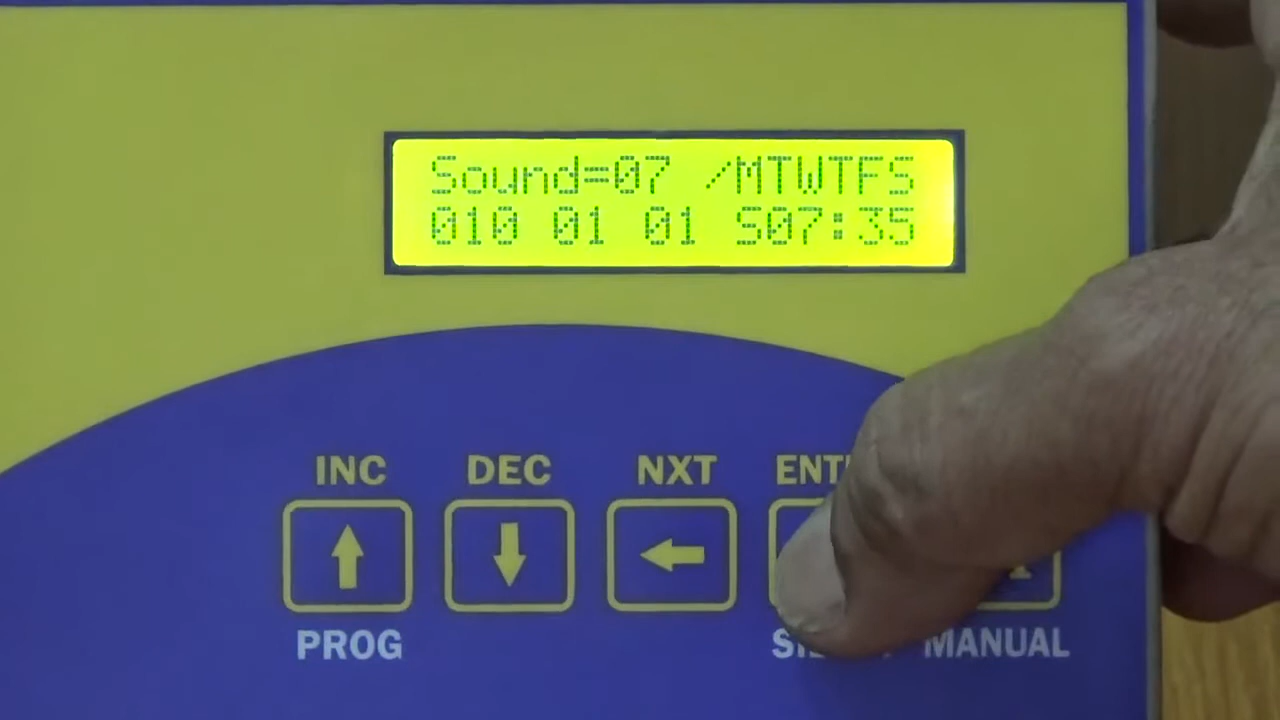 Sound=07 /MTWTFS
010 01 01 S07:35
INC DEC NXT
PROG MANUAL